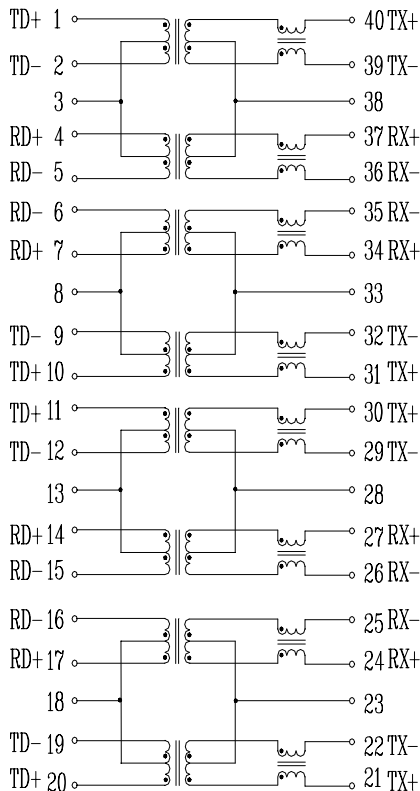 TD+ 1 40 TX+
TD- 2 39 TX-
3 38
RD+ 4 37 RX+
RD- 5 36 RX-
RD- 6 35 RX-
RD+ 7 34 RX+
8 33
TD- 9 32 TX-
TD+ 10 31 TX+
TD+ 11 30 TX+
TD- 12 29 TX-
13 28
RD+ 14 27 RX+
RD- 15 26 RX-
RD- 16 25 RX-
RD+ 17 24 RX+
18 23
TD- 19 22 TX-
TD+ 20 21 TX+